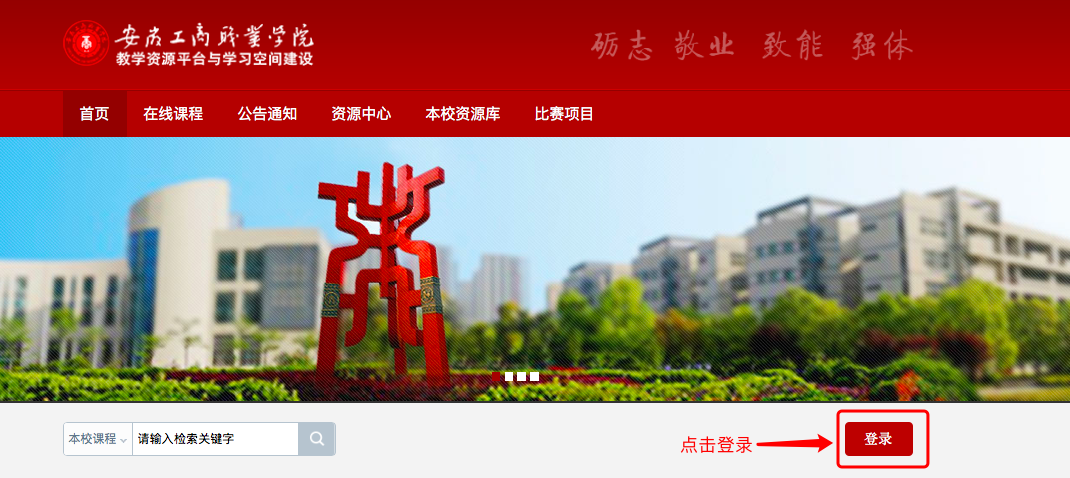 安徽工商职业学院
教学资源平台与学习空间建设
砺志 敬业 致能 强体
首页 在线课程 公告通知 资源中心 本校资源库 比赛项目
本校课程 请输入检索关键字
点击登录 登录